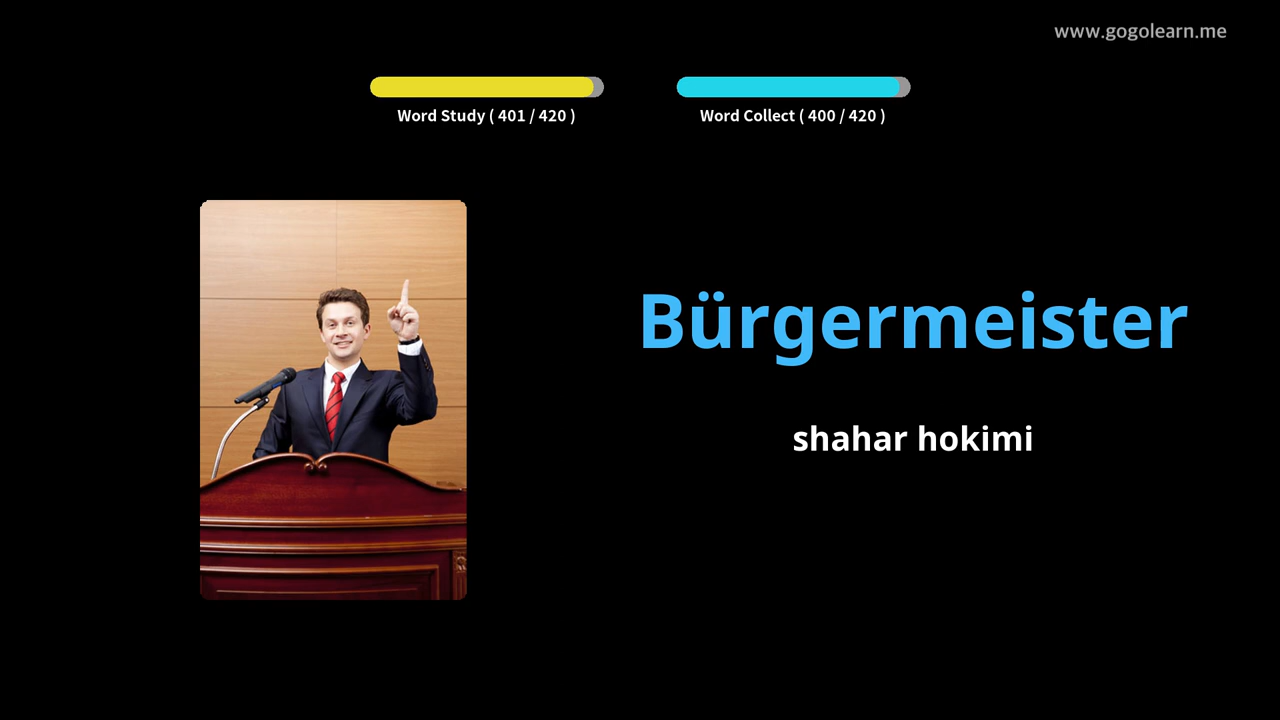 www.gogolearn.me
Word Study ( 401 / 420 )
Word Collect ( 400 / 420 )
Bürgermeister
shahar hokimi